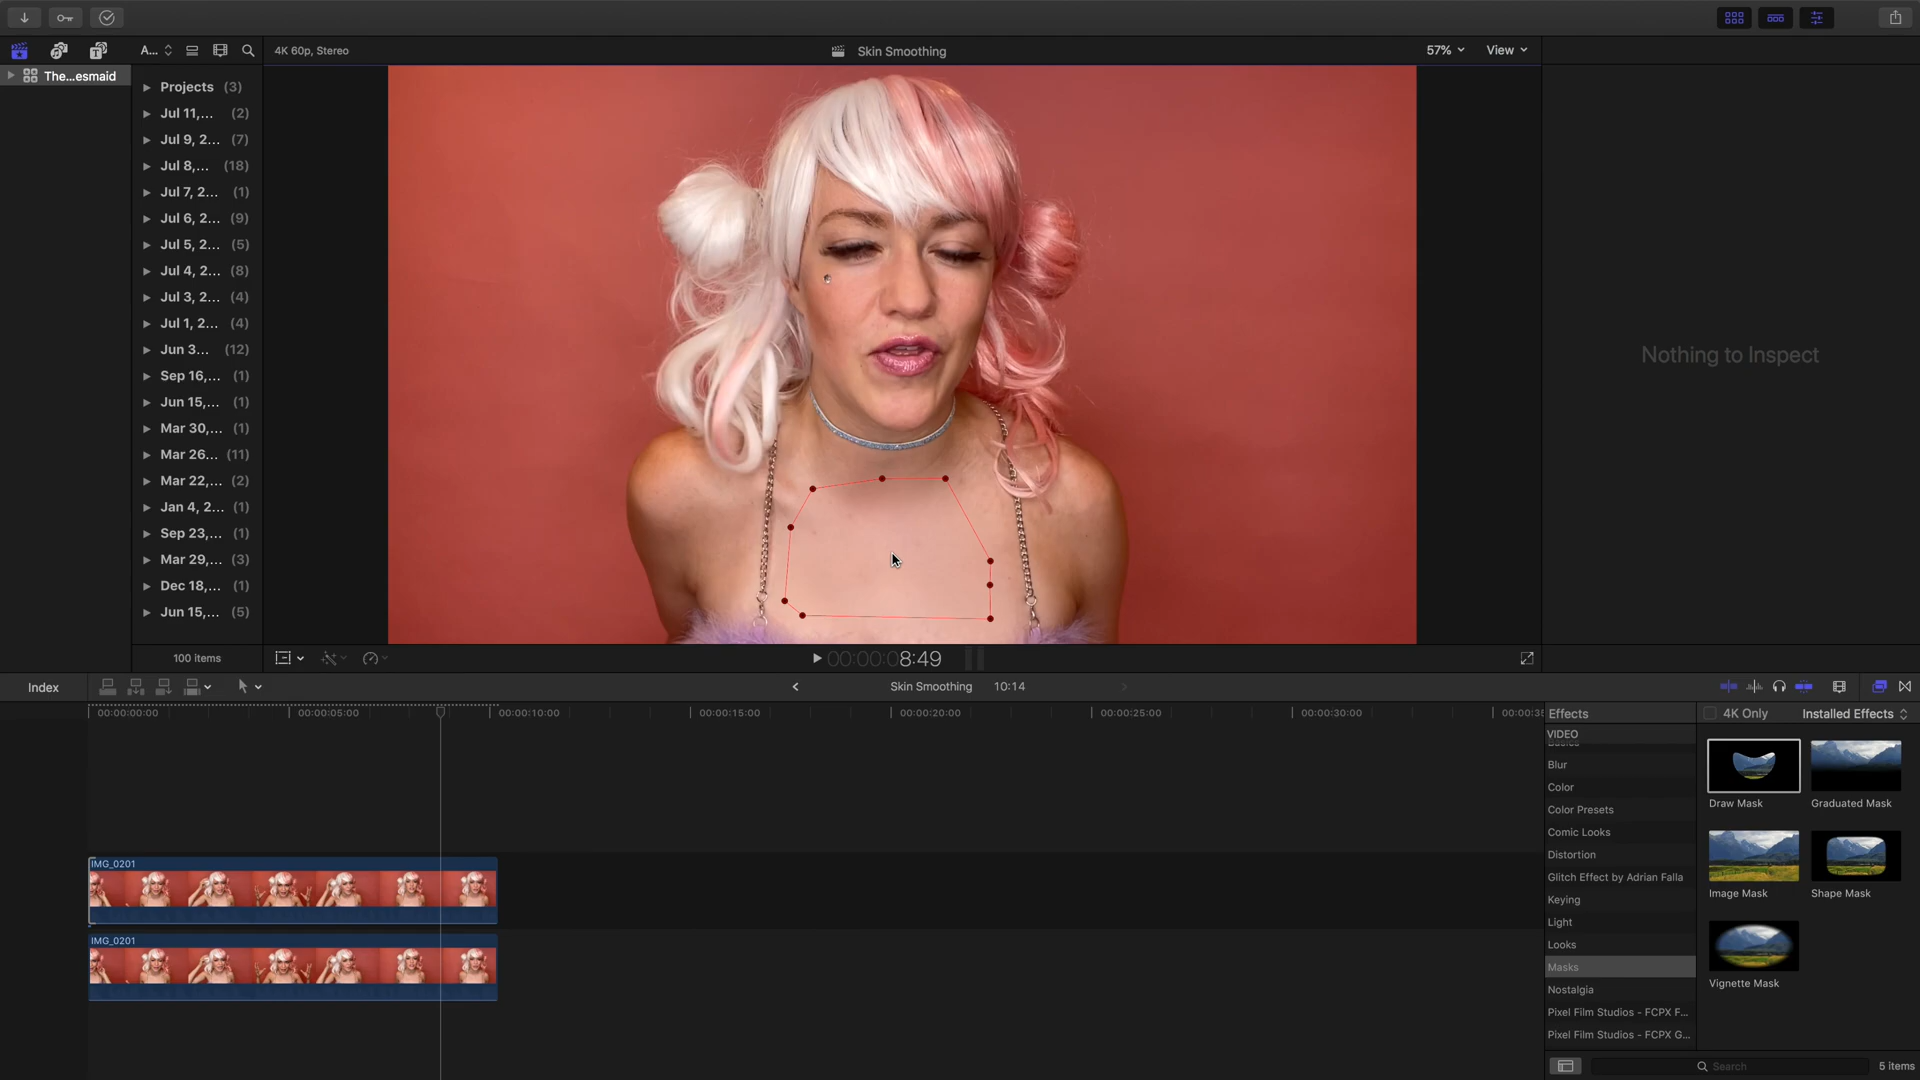 A...
4K 60p, Stereo
Skin Smoothing
57%
View
The...esmaid
Projects (3)
Jul 11,... (2)
Jul 9, 2... (7)
Jul 8,... (18)
Jul 7, 2... (1)
Jul 6, 2... (9)
Jul 5, 2... (5)
Jul 4, 2... (8)
Jul 3, 2... (4)
Jul 1, 2... (4)
Jun 3... (12)
Sep 16,... (1)
Jun 15,... (1)
Mar 30,... (1)
Mar 26... (11)
Mar 22,... (2)
Jan 4, 2... (1)
Sep 23,... (1)
Mar 29,... (3)
Dec 18,... (1)
Jun 15,... (5)
Nothing to Inspect
100 items
00:00:08:49
Index
Skin Smoothing 10:14
00:00:00:00
00:00:05:00
00:00:10:00
00:00:15:00
00:00:20:00
00:00:25:00
00:00:30:00
00:00:35
IMG_0201
IMG_0201
Effects
4K Only
Installed Effects
VIDEO
Basics
Blur
Color
Color Presets
Comic Looks
Distortion
Glitch Effect by Adrian Falla
Keying
Light
Looks
Masks
Nostalgia
Pixel Film Studios - FCPX F...
Pixel Film Studios - FCPX G...
Draw Mask
Graduated Mask
Image Mask
Shape Mask
Vignette Mask
Search
5 items